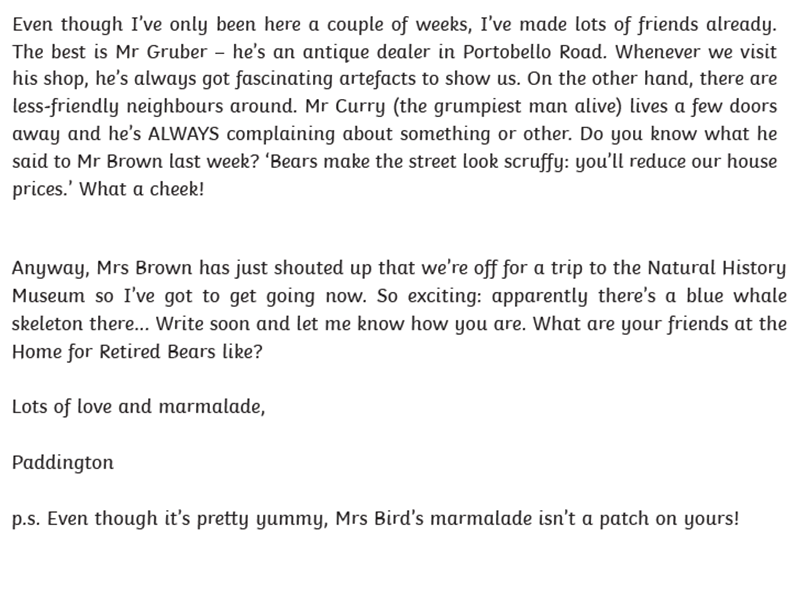 Even though I’ve only been here a couple of weeks, I’ve made lots of friends already.
The best is Mr Gruber – he’s an antique dealer in Portobello Road. Whenever we visit
his shop, he’s always got fascinating artefacts to show us. On the other hand, there are
less-friendly neighbours around. Mr Curry (the grumpiest man alive) lives a few doors
away and he’s ALWAYS complaining about something or other. Do you know what he
said to Mr Brown last week? ‘Bears make the street look scruffy: you’ll reduce our house
prices.’ What a cheek!
Anyway, Mrs Brown has just shouted up that we’re off for a trip to the Natural History
Museum so I’ve got to get going now. So exciting: apparently there’s a blue whale
skeleton there... Write soon and let me know how you are. What are your friends at the
Home for Retired Bears like?
Lots of love and marmalade,
Paddington
p.s. Even though it’s pretty yummy, Mrs Bird’s marmalade isn’t a patch on yours!